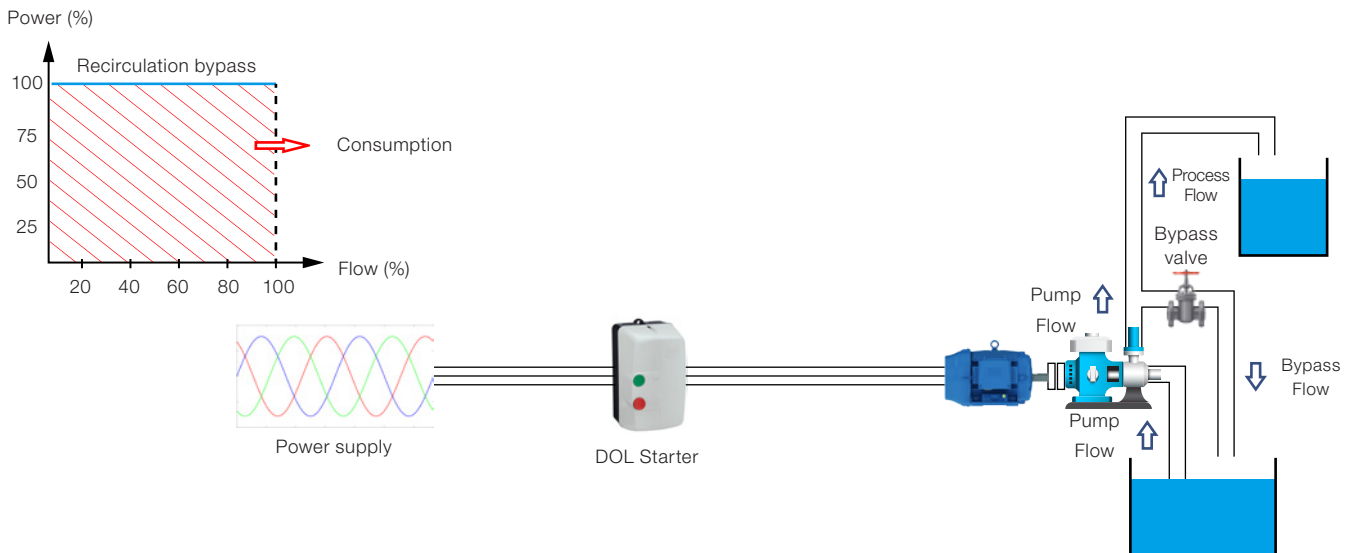 Power (%)
Recirculation bypass
100
75
50
25
Consumption
Flow (%)
20 40 60 80 100
Power supply
DOL Starter
Process
Flow
Bypass
valve
Pump
Flow
Bypass
Flow
Pump
Flow